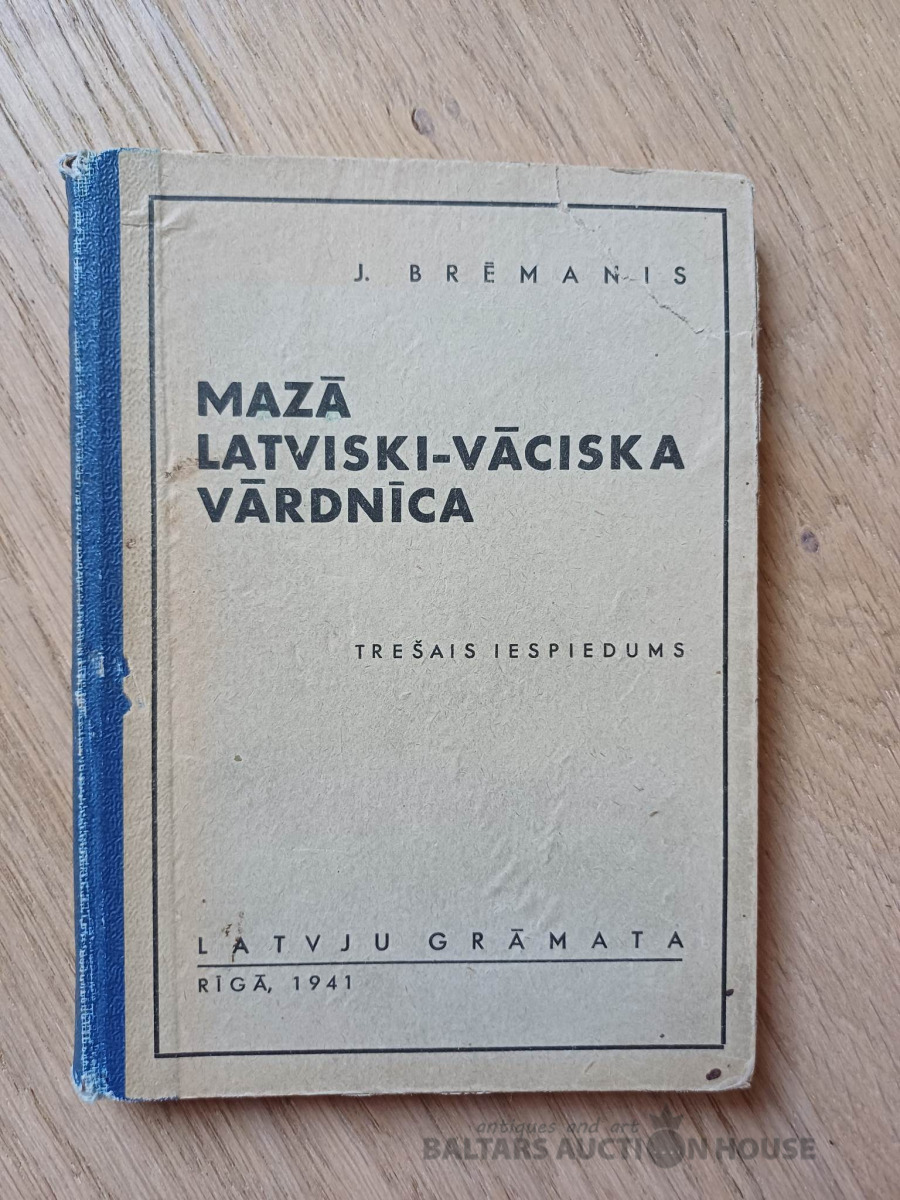 J. BRĒMANIS
MAZĀ
LATVISKI-VĀCISKA
VĀRDNĪCA
TREŠAIS IESPIEDUMS
LATVJU GRĀMATA
RĪGĀ, 1941
antiques and art
BALTARS AUCTION HOUSE